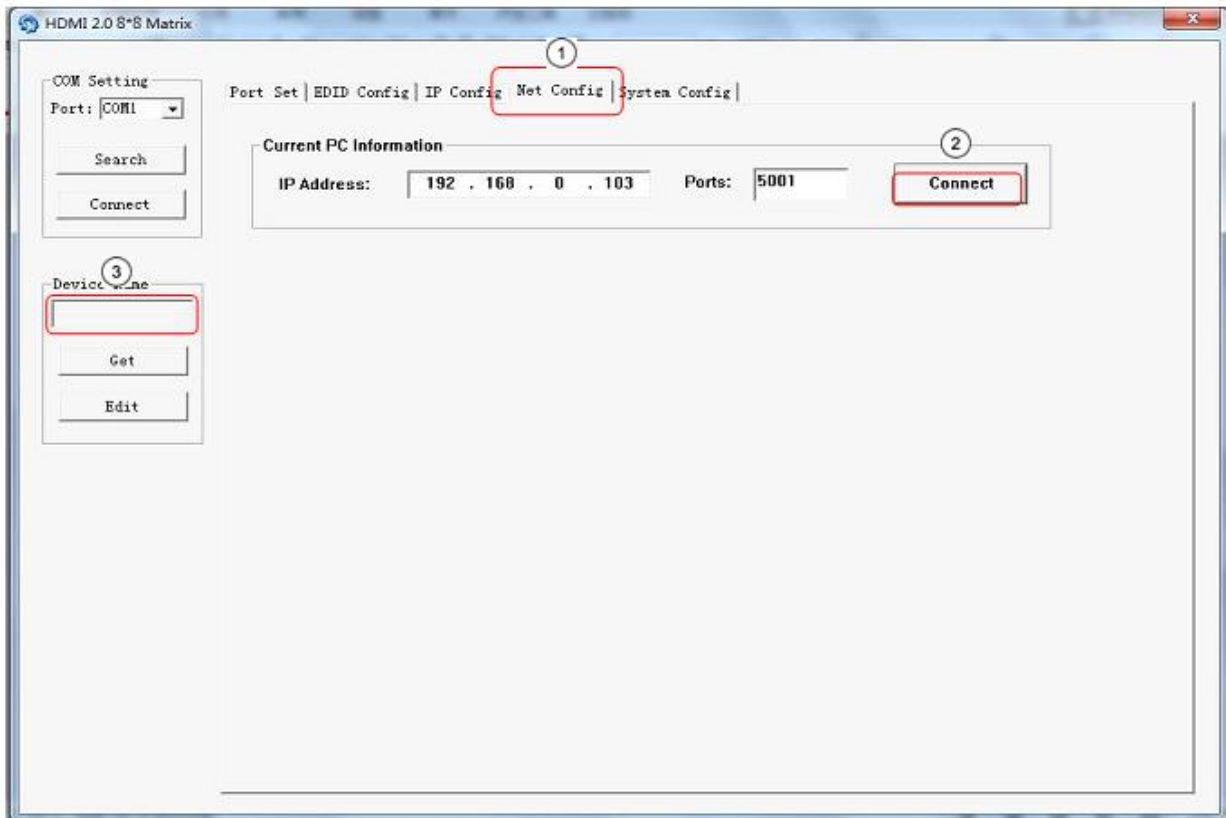 HDMI 2.0 8*8 Matrix
x
1
COM Setting
Port: COM1
Search
Connect
Port Set EDID Config IP Config Net Config System Config
Current PC Information
2
IP Address: 192 . 168 . 0 . 103 Ports: 5001 Connect
3
Device
Get
Edit